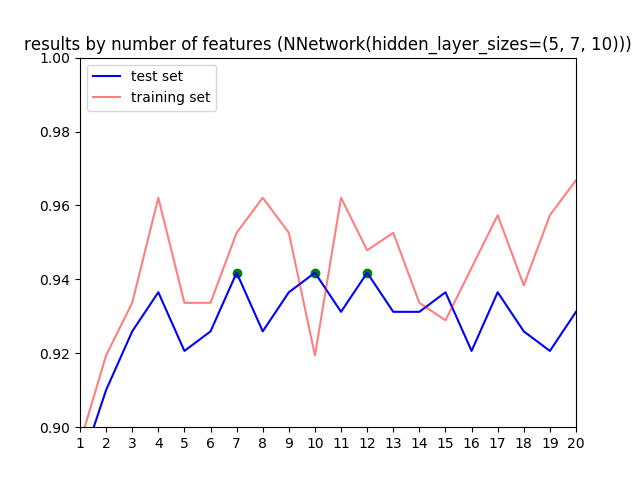 results by number of features (NNetwork(hidden_layer_sizes=(5, 7, 10)))
1.00
test set
training set
0.98
0.96
0.94
0.92
0.90
1 2 3 4 5 6 7 8 9 10 11 12 13 14 15 16 17 18 19 20